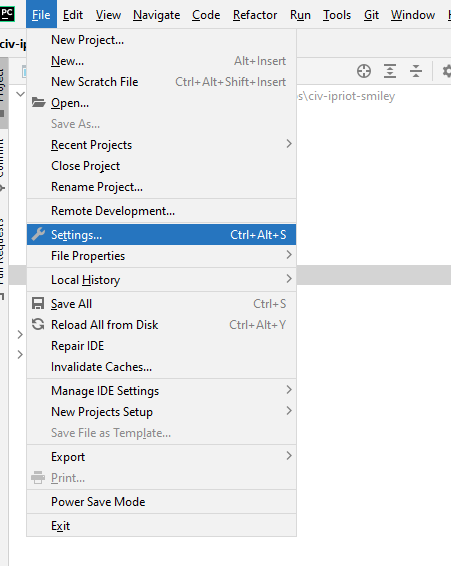 PC File Edit View Navigate Code Refactor Run Tools Git Window
civ-ip
New Project...
New... Alt+Insert
New Scratch File Ctrl+Alt+Shift+Insert
Open... \civ-ipriot-smiley
Save As...
Recent Projects
Close Project
Rename Project...
Remote Development...
Settings... Ctrl+Alt+S
File Properties
Local History
Save All Ctrl+S
Reload All from Disk Ctrl+Alt+Y
Repair IDE
Invalidate Caches...
Manage IDE Settings
New Projects Setup
Save File as Template...
Export
Print...
Power Save Mode
Exit
Project
Commit
Pull Requests